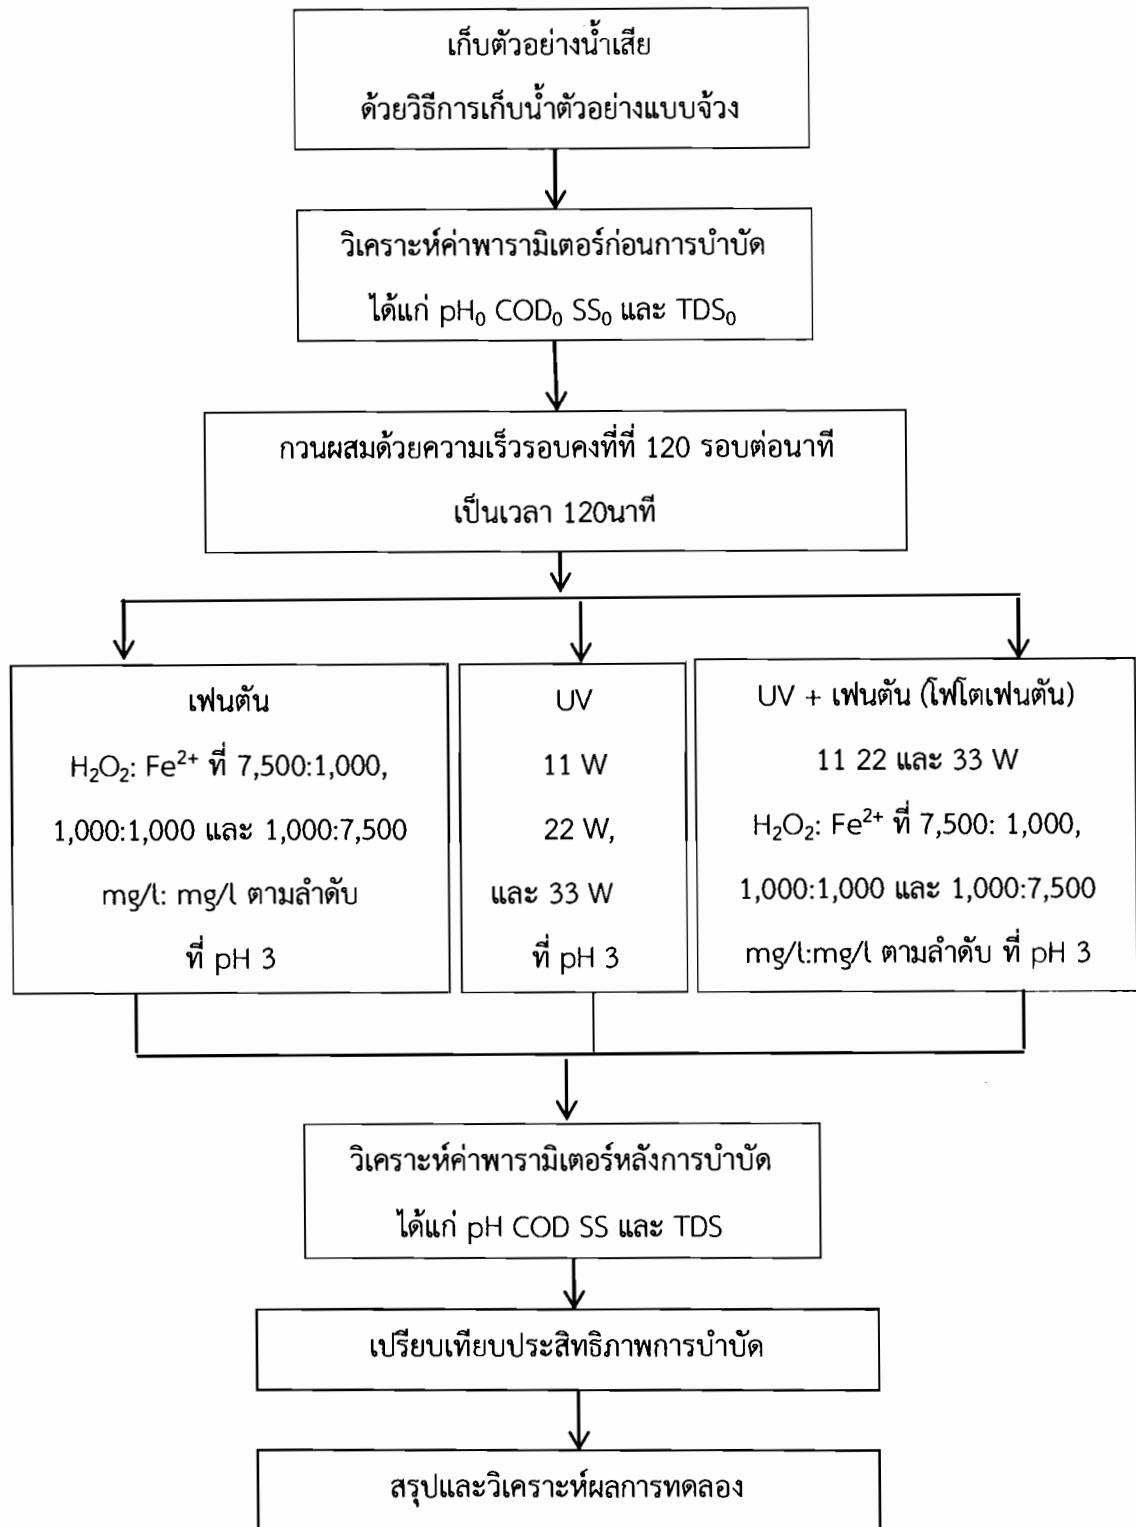 เก็บตัวอย่างน้ำเสีย
ด้วยวิธีการเก็บน้ำตัวอย่างแบบจ้วง
วิเคราะห์ค่าพารามิเตอร์ก่อนการบำบัด
ได้แก่ pH₀ COD₀ SS₀ และ TDS₀
กวนผสมด้วยความเร็วรอบคงที่ที่ 120 รอบต่อนาที
เป็นเวลา 120นาที
เฟนตัน
H₂O₂: Fe²⁺ ที่ 7,500:1,000,
1,000:1,000 และ 1,000:7,500
mg/l: mg/l ตามลำดับ
ที่ pH 3
UV
11 W
22 W,
และ 33 W
ที่ pH 3
UV + เฟนตัน (โฟโตเฟนตัน)
11 22 และ 33 W
H₂O₂: Fe²⁺ ที่ 7,500: 1,000,
1,000:1,000 และ 1,000:7,500
mg/l:mg/l ตามลำดับ ที่ pH 3
วิเคราะห์ค่าพารามิเตอร์หลังการบำบัด
ได้แก่ pH COD SS และ TDS
เปรียบเทียบประสิทธิภาพการบำบัด
สรุปและวิเคราะห์ผลการทดลอง